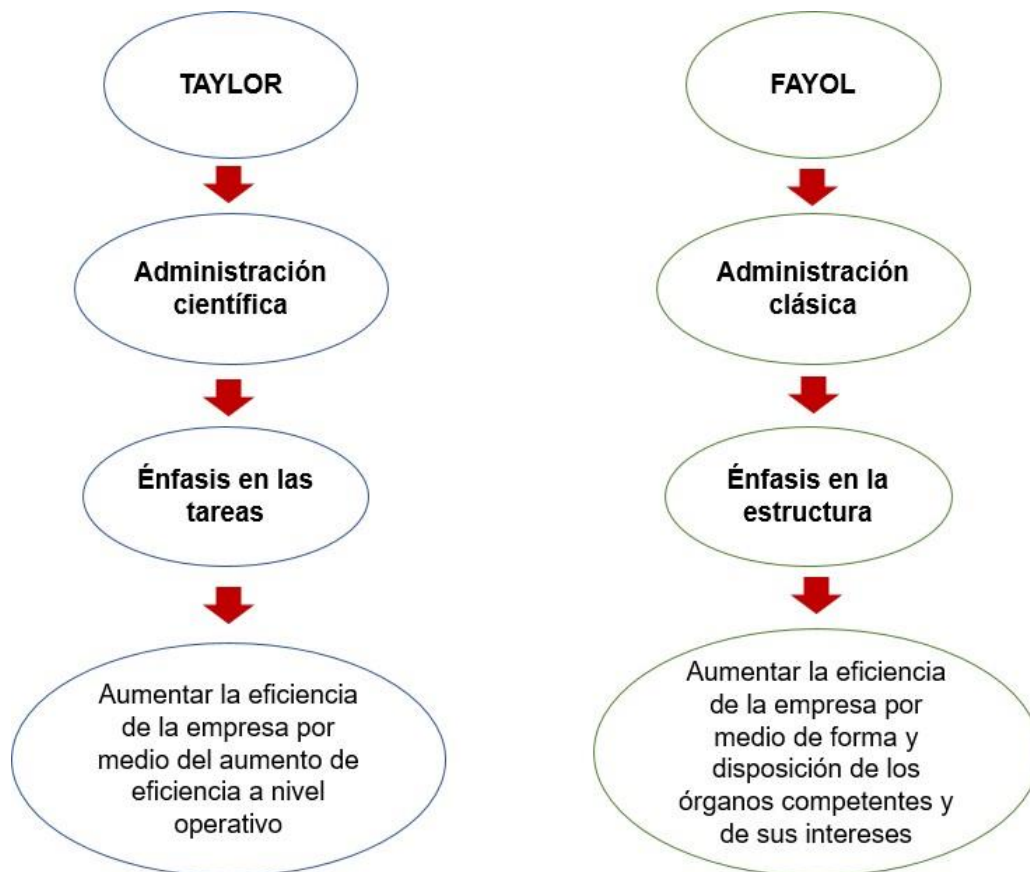 TAYLOR
Administración
científica
Énfasis en las
tareas
Aumentar la eficiencia
de la empresa por
medio del aumento de
eficiencia a nivel
operativo
FAYOL
Administración
clásica
Énfasis en la
estructura
Aumentar la eficiencia
de la empresa por
medio de forma y
disposición de los
órganos competentes y
de sus intereses